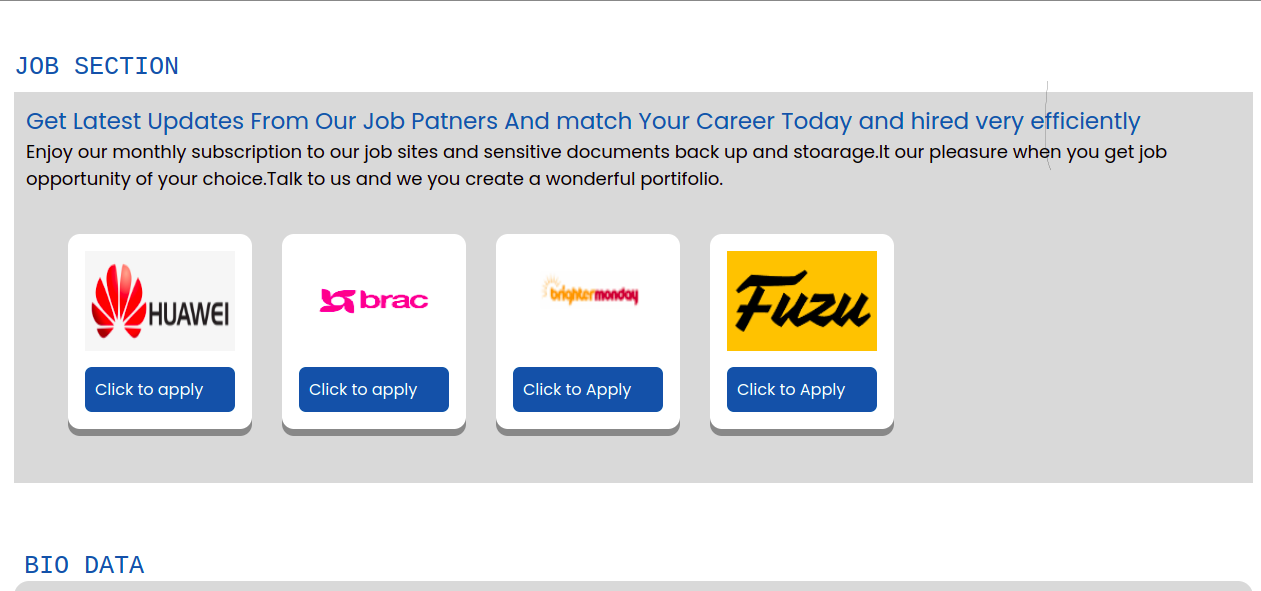 JOB SECTION
Get Latest Updates From Our Job Patners And match Your Career Today and hired very efficiently
Enjoy our monthly subscription to our job sites and sensitive documents back up and stoarage.It our pleasure when you get job
opportunity of your choice.Talk to us and we you create a wonderful portifolio.
HUAWEI
brac
brightermonday
Fuzu
Click to apply
Click to apply
Click to Apply
Click to Apply
BIO DATA